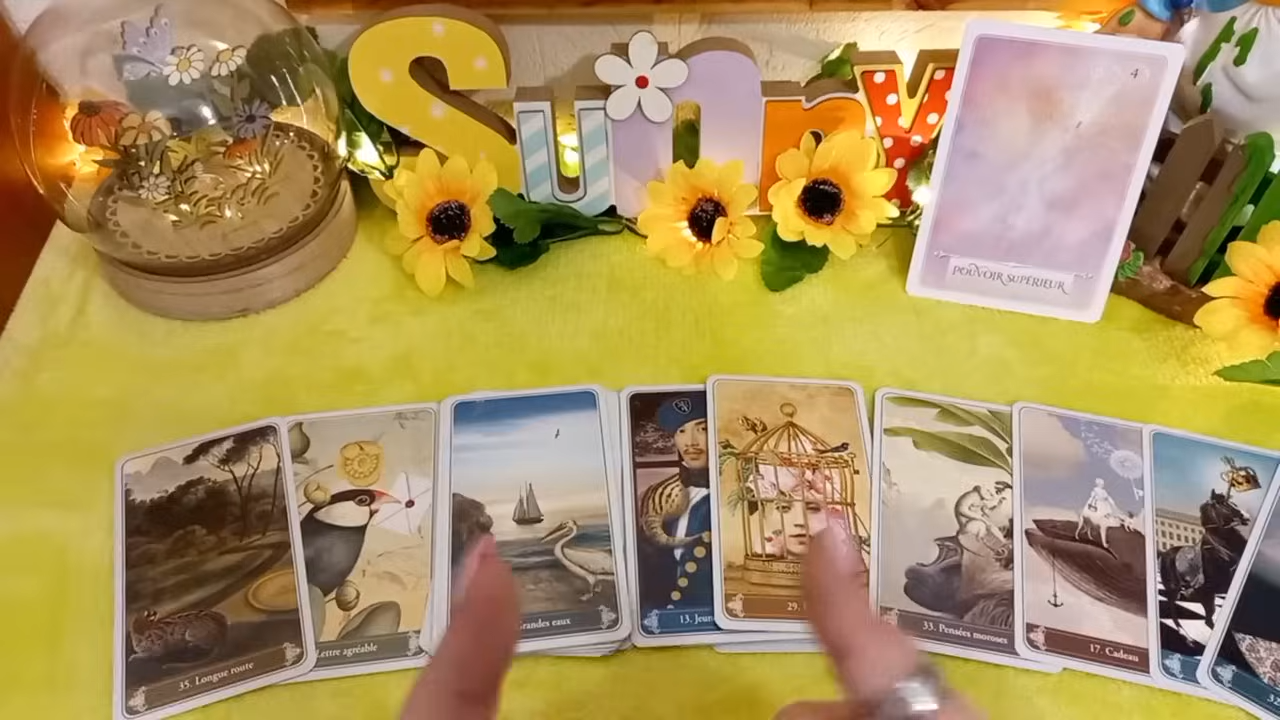 Sunny
4
POUVOIR SUPÉRIEUR
35. Longue route
Lettre agréable
Grandes eaux
13. Jeun
29.
33. Pensées moroses
17. Cadeau